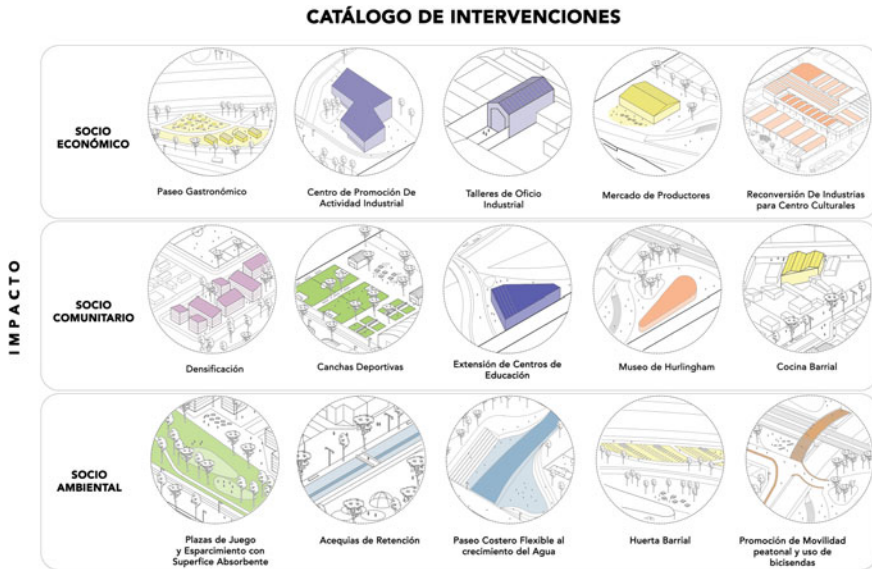 CATÁLOGO DE INTERVENCIONES
IMPACTO
SOCIO
ECONÓMICO
Paseo Gastronómico
Centro de Promoción De
Actividad Industrial
Talleres de Oficio
Industrial
Mercado de Productores
Reconversión De Industrias
para Centro Culturales
SOCIO
COMUNITARIO
Densificación
Canchas Deportivas
Extensión de Centros de
Educación
Museo de Hurlingham
Cocina Barrial
SOCIO
AMBIENTAL
Plazas de Juego
y Esparcimiento con
Superfice Absorbente
Acequias de Retención
Paseo Costero Flexible al
crecimiento del Agua
Huerta Barrial
Promoción de Movilidad
peatonal y uso de
bicisendas